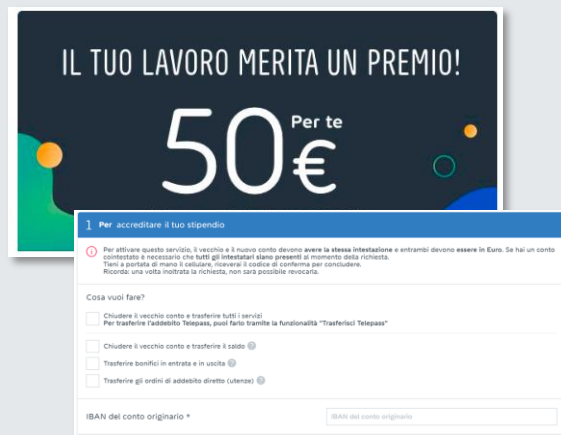 IL TUO LAVORO MERITA UN PREMIO!
50€ Per te
1 Per accreditare il tuo stipendio
Per attivare questo servizio, il vecchio e il nuovo conto devono avere la stessa intestazione e entrambi devono essere in Euro. Se hai un conto
cointestato è necessario che tutti gli intestatari siano presenti al momento della richiesta.
Tieni a portata di mano il cellulare, riceverai il codice di conferma per concludere.
Ricorda: una volta inoltrata la richiesta, non sarà possibile revocarla.
Cosa vuoi fare?
Chiudere il vecchio conto e trasferire tutti i servizi
Per trasferire l'addebito Telepass, puoi farlo tramite la funzionalità "Trasferisci Telepass"
Chiudere il vecchio conto e trasferire il saldo ?
Trasferire bonifici in entrata e in uscita ?
Trasferire gli ordini di addebito diretto (utenze) ?
IBAN del conto originario *
IBAN del conto originario